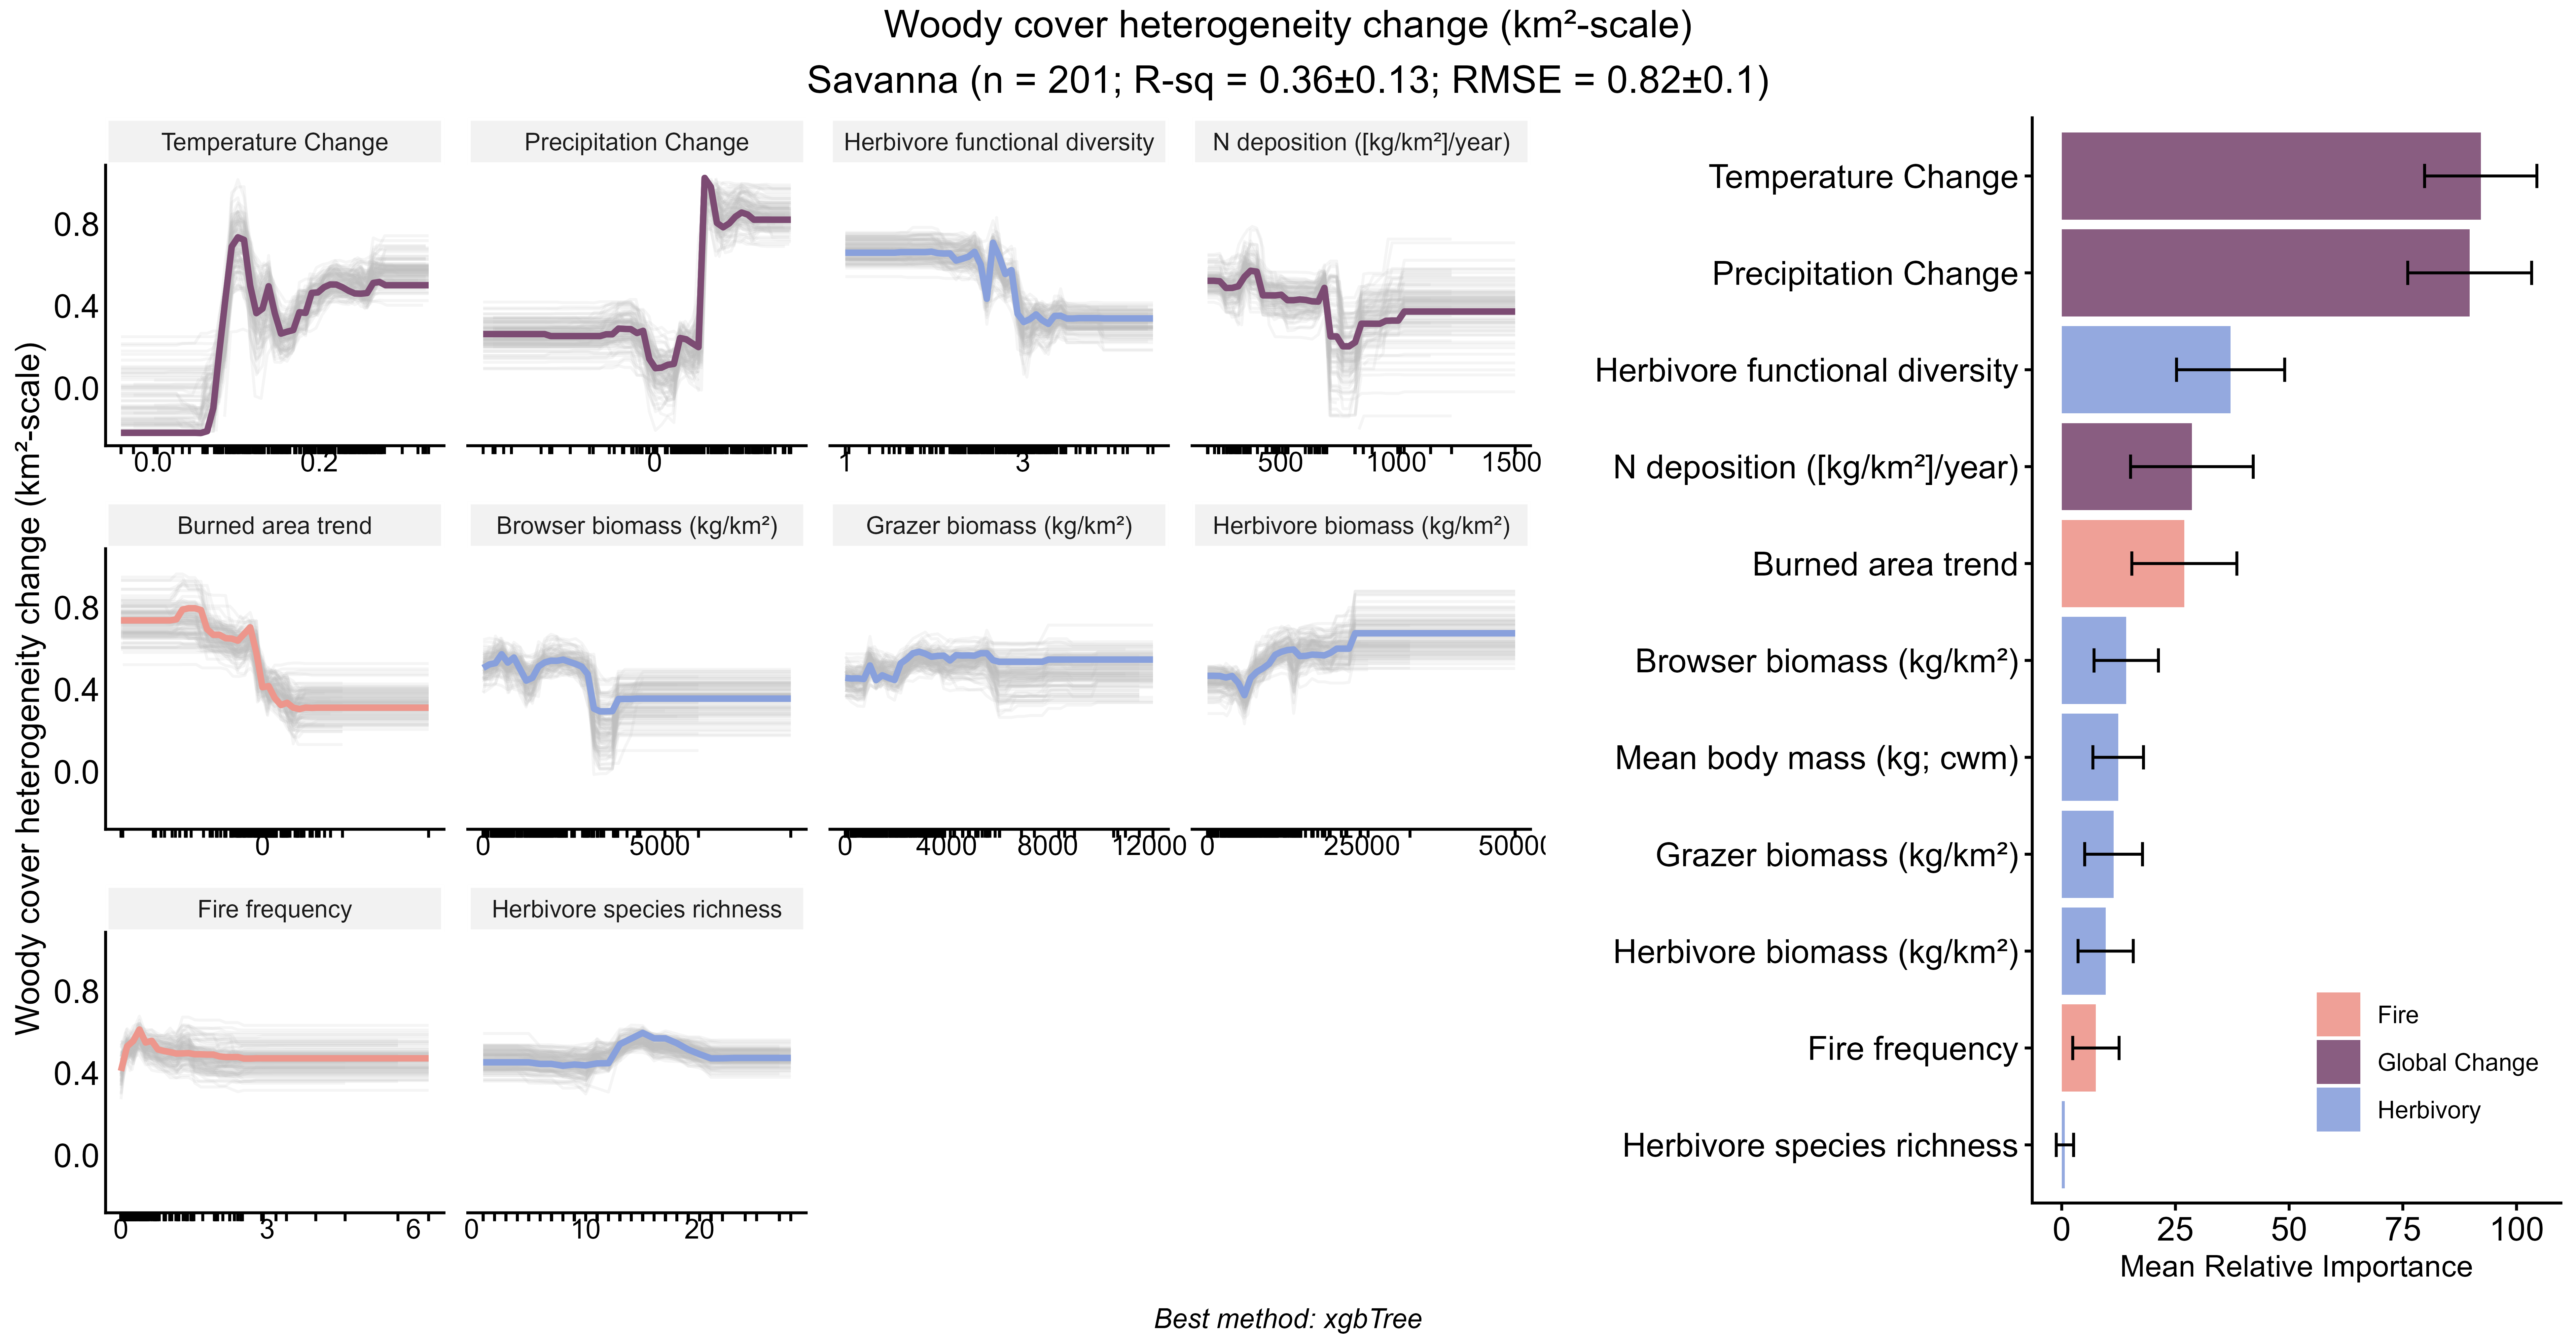 Woody cover heterogeneity change (km²-scale)
Savanna (n = 201; R-sq = 0.36±0.13; RMSE = 0.82±0.1)
Woody cover heterogeneity change (km²-scale)
Temperature Change
Precipitation Change
Herbivore functional diversity
N deposition ([kg/km²]/year)
0.8
0.4
0.0
0.0 0.2
0
1 3
500 1000 1500
Burned area trend
Browser biomass (kg/km²)
Grazer biomass (kg/km²)
Herbivore biomass (kg/km²)
0.8
0.4
0.0
0
0 5000
0 4000 8000 12000
0 25000 5000
Fire frequency
Herbivore species richness
0.8
0.4
0.0
0 3 6
0 10 20
Temperature Change
Precipitation Change
Herbivore functional diversity
N deposition ([kg/km²]/year)
Burned area trend
Browser biomass (kg/km²)
Mean body mass (kg; cwm)
Grazer biomass (kg/km²)
Herbivore biomass (kg/km²)
Fire frequency
Herbivore species richness
Fire
Global Change
Herbivory
0 25 50 75 100
Mean Relative Importance
Best method: xgbTree